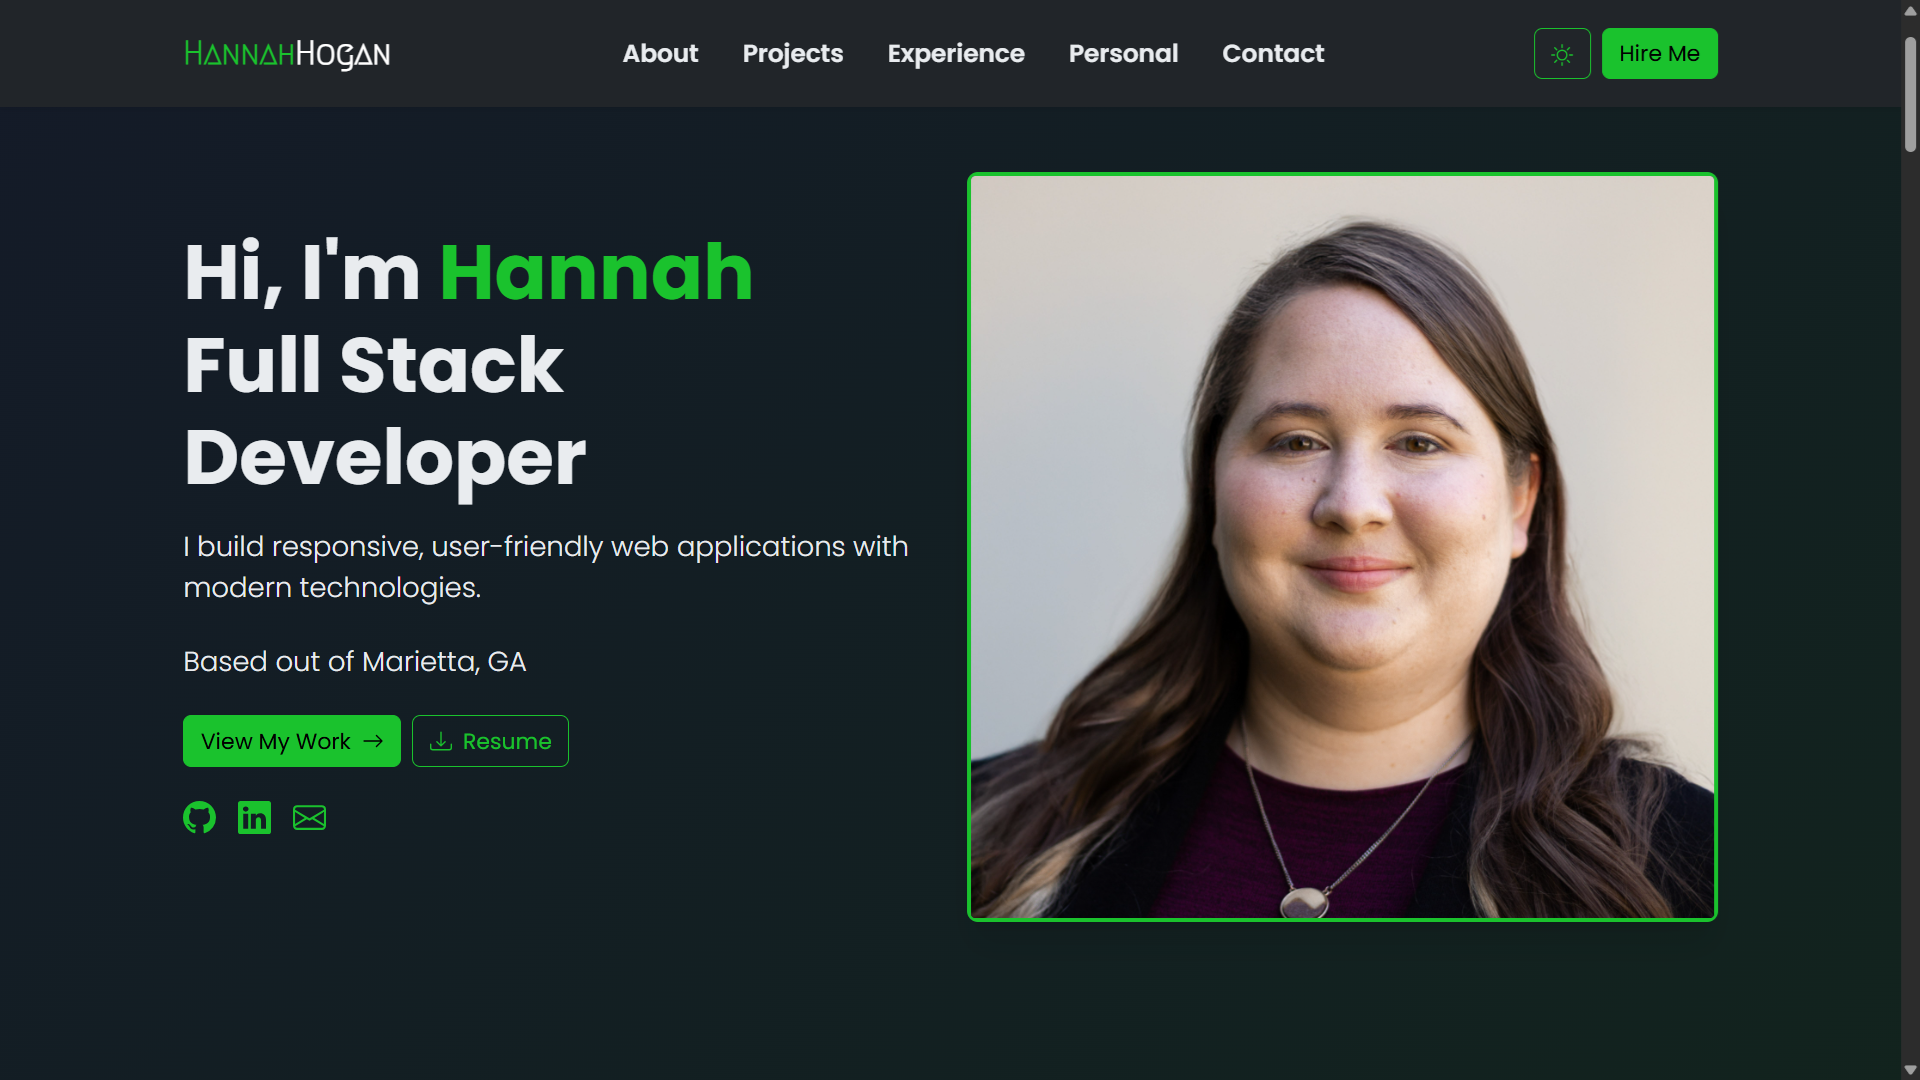 HannahHogan
About
Projects
Experience
Personal
Contact
Hire Me
Hi, I'm Hannah
Full Stack
Developer
I build responsive, user-friendly web applications with
modern technologies.
Based out of Marietta, GA
View My Work →
Resume
in